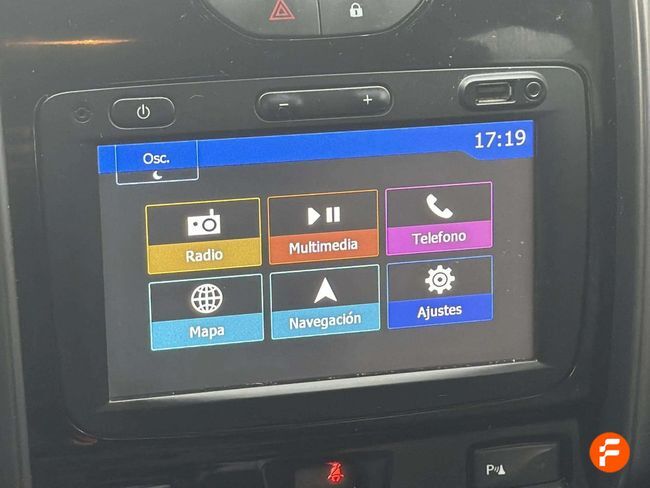 − +
Osc.
17:19
Radio
Multimedia
Telefono
Mapa
Navegación
Ajustes
P